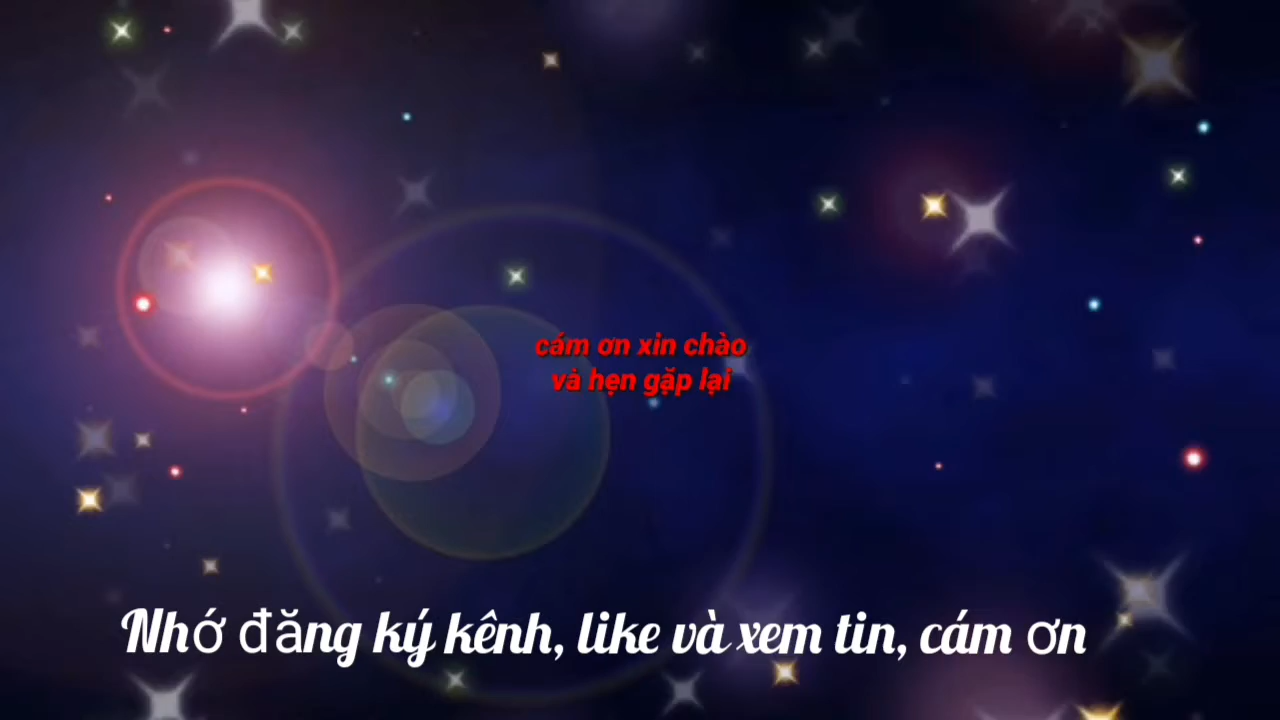 cám ơn xin chào
và hẹn gặp lại
Nhớ đăng ký kênh, like và xem tin, cám ơn